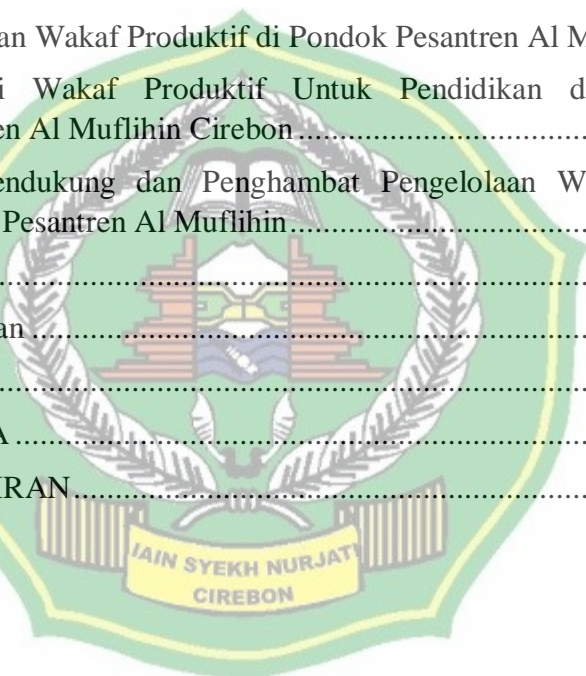 an Wakaf Produktif di Pondok Pesantren Al M
i Wakaf Produktif Untuk Pendidikan d
en Al Muflihin Cirebon ........................................................
endukung dan Penghambat Pengelolaan W
Pesantren Al Muflihin ........................................................
........................................................
an ........................................................
........................................................
A ........................................................
IRAN ........................................................
IAIN SYEKH NURJATI
CIREBON